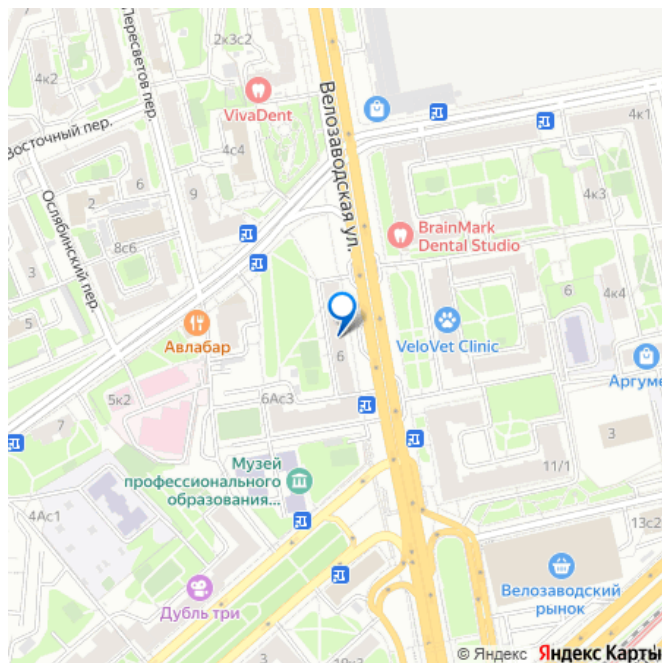 2к3с2
4к2
Пересветов пер.
VivaDent
Велозаводская ул.
4к1
Восточный пер.
4с4
6
9
2
4к3
Ослябинский пер.
8с6
BrainMark
Dental Studio
3
6
4к4
5
Авлабар
6
VeloVet Clinic
Аргуме
5к2
6Ас3
7
3
Музей
профессионального
образования...
11/1
4Ас1
13с2
Велозаводский
рынок
Дубль три
© Яндекс Яндекс Карты